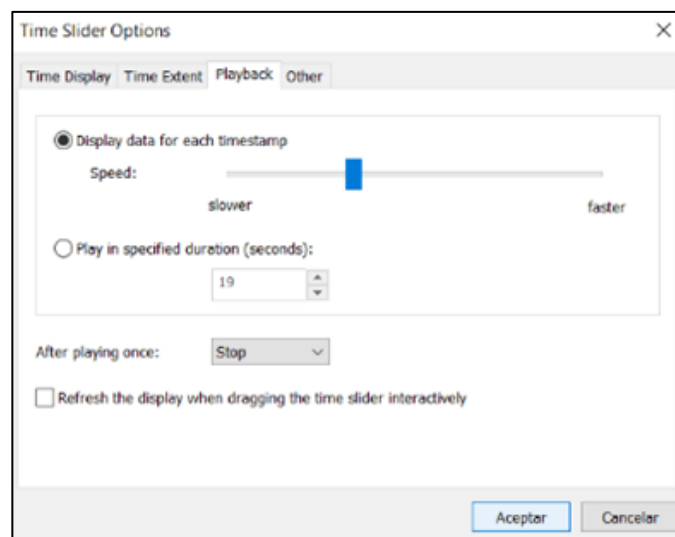 Time Slider Options
Time Display Time Extent Playback Other
Display data for each timestamp
Speed:
slower faster
Play in specified duration (seconds):
19
After playing once: Stop
Refresh the display when dragging the time slider interactively
Aceptar Cancelar